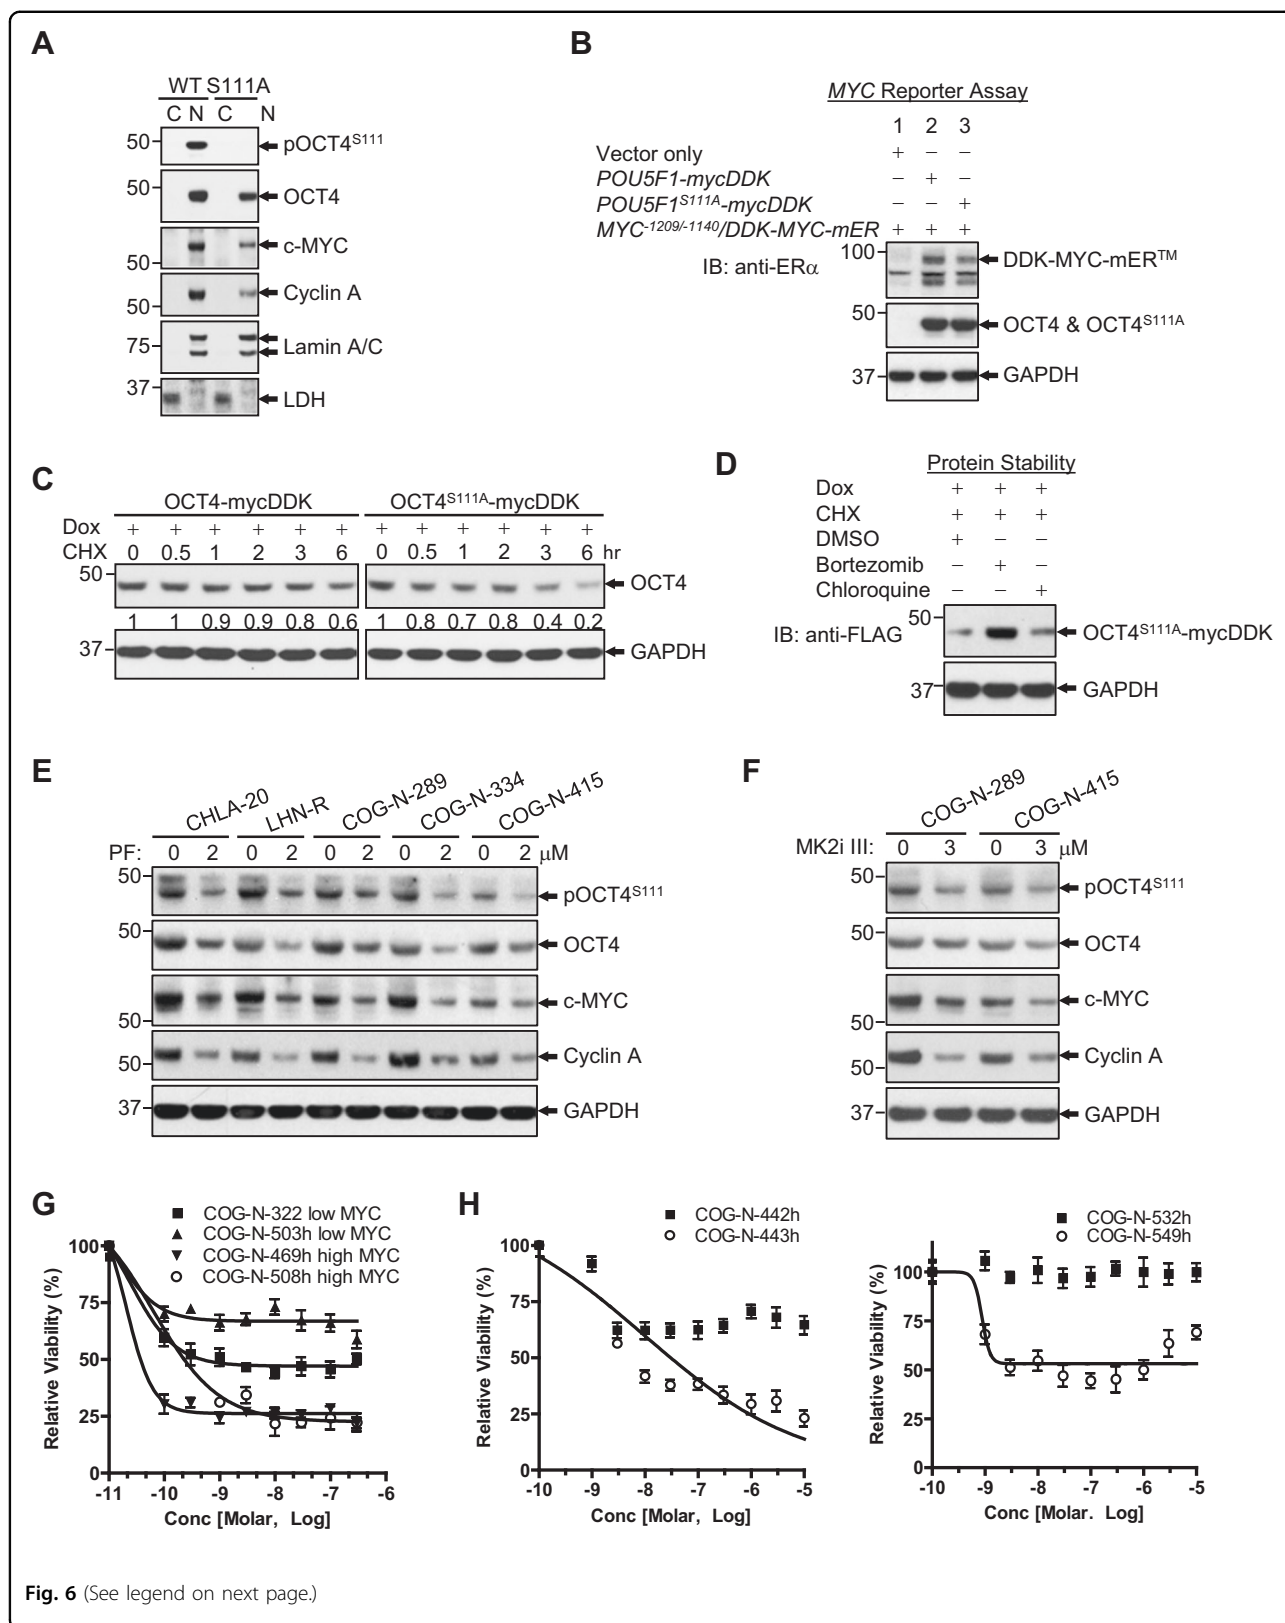 A
WT S111A
C N C N
50
pOCT4S111
50
OCT4
c-MYC
50
Cyclin A
50
75
Lamin A/C
37
LDH
B
MYC Reporter Assay
1 2 3
Vector only + – –
POU5F1-mycDDK – + –
POU5F1S111A-mycDDK – – +
MYC-1209/-1140/DDK-MYC-mER + + +
IB: anti-ERα
100
DDK-MYC-mERTM
50
OCT4 & OCT4S111A
37
GAPDH
C
OCT4-mycDDK OCT4S111A-mycDDK
Dox + + + + + + + + + + + +
CHX 0 0.5 1 2 3 6 0 0.5 1 2 3 6 hr
50
OCT4
1 1 0.9 0.9 0.8 0.6 1 0.8 0.7 0.8 0.4 0.2
37
GAPDH
D
Protein Stability
Dox + + +
CHX + + +
DMSO + – –
Bortezomib – + –
Chloroquine – – +
50
IB: anti-FLAG
OCT4S111A-mycDDK
37
GAPDH
E
CHLA-20 LHN-R COG-N-289 COG-N-334 COG-N-415
PF: 0 2 0 2 0 2 0 2 0 2 μM
50
pOCT4S111
50
OCT4
c-MYC
50
Cyclin A
50
37
GAPDH
F
COG-N-289 COG-N-415
MK2i III: 0 3 0 3 μM
50
pOCT4S111
50
OCT4
c-MYC
50
Cyclin A
50
37
GAPDH
G
COG-N-322 low MYC
COG-N-503h low MYC
COG-N-469h high MYC
COG-N-508h high MYC
Relative Viability (%)
100
75
50
25
0
-11 -10 -9 -8 -7 -6
Conc [Molar, Log]
H
COG-N-442h
COG-N-443h
Relative Viability (%)
100
75
50
25
0
-10 -9 -8 -7 -6 -5
Conc [Molar, Log]
COG-N-532h
COG-N-549h
Relative Viability (%)
100
75
50
25
0
-10 -9 -8 -7 -6 -5
Conc [Molar. Log]
Fig. 6 (See legend on next page.)